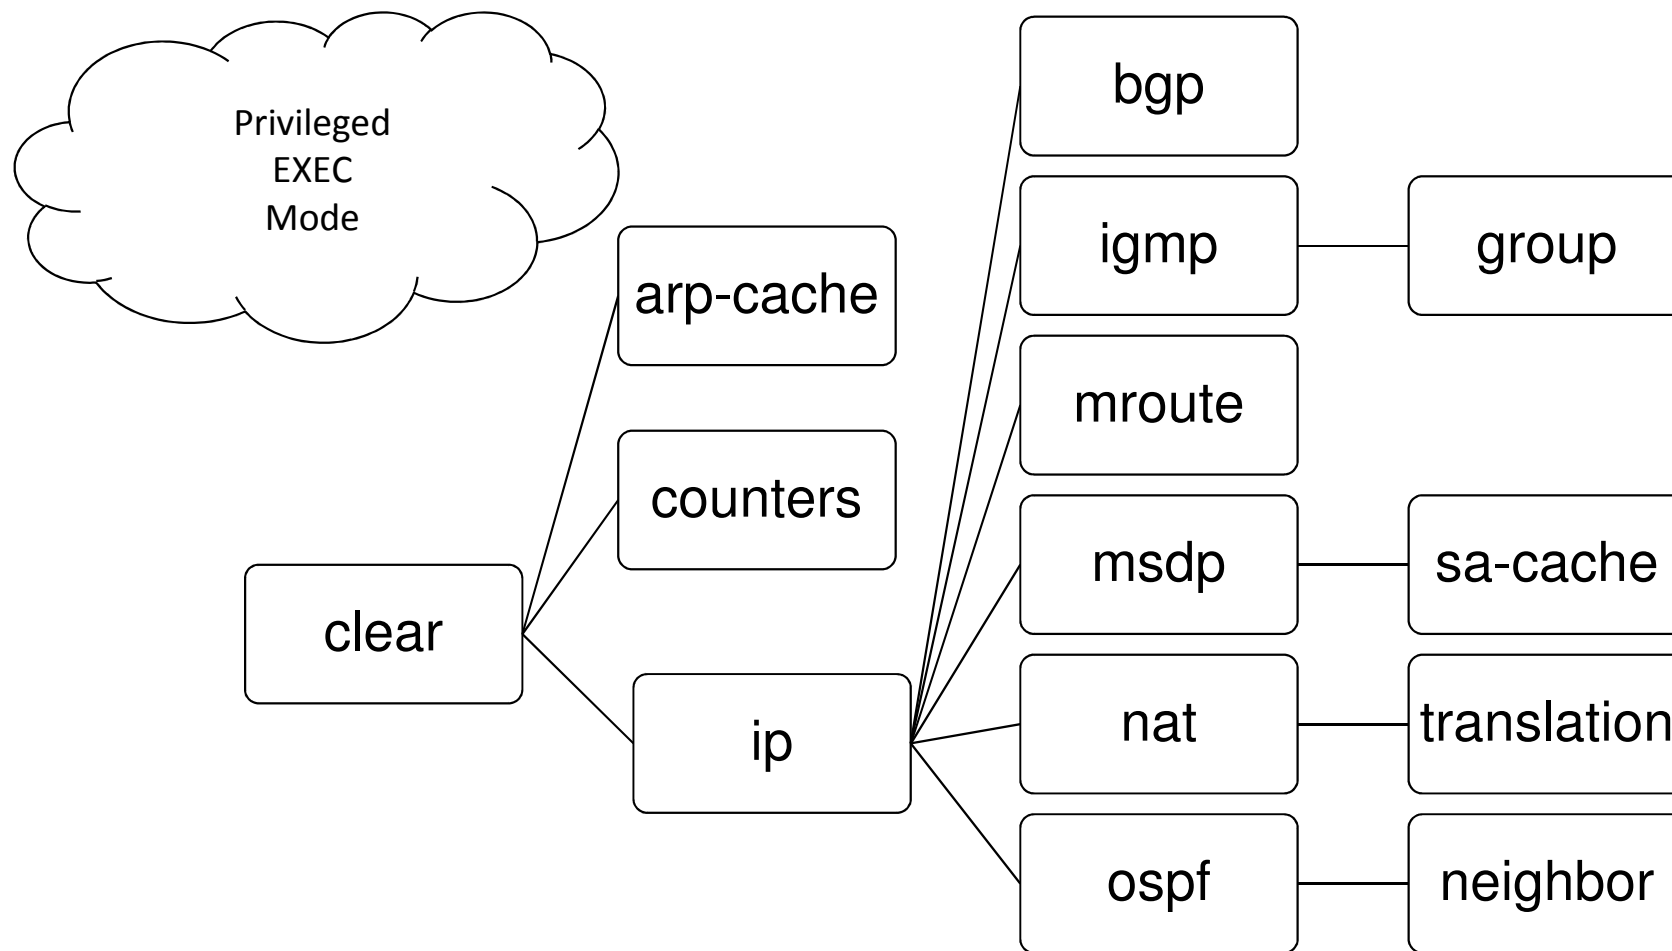 Privileged
EXEC
Mode
clear
arp-cache
counters
ip
bgp
igmp
group
mroute
msdp
sa-cache
nat
translation
ospf
neighbor